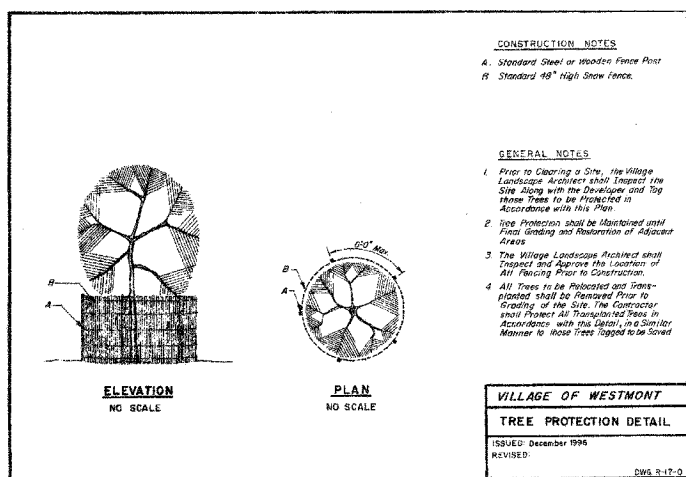 CONSTRUCTION NOTES
A. Standard Steel or Wooden Fence Post
B Standard 48" High Snow Fence.
GENERAL NOTES
1. Prior to Clearing a Site, the Village
Landscape Architect shall Inspect the
Site Along with the Developer and Tag
those Trees to be Protected in
Accordance with this Plan.
2. Tree Protection shall be Maintained until
Final Grading and Restoration of Adjacent
Areas
3. The Village Landscape Architect shall
Inspect and Approve the Location of
All Fencing Prior to Construction.
4 All Trees to be Relocated and Trans-
planted shall be Removed Prior to
Grading of the Site. The Contractor
shall Protect All Transplanted Trees in
Accordance with this Detail, in a Similar
Manner to those Trees Tagged to be Saved
B
A
ELEVATION
NO SCALE
6'-0" Max.
B
A
PLAN
NO SCALE
VILLAGE OF WESTMONT
TREE PROTECTION DETAIL
ISSUED: December 1996
REVISED:
DWG. R-17-0